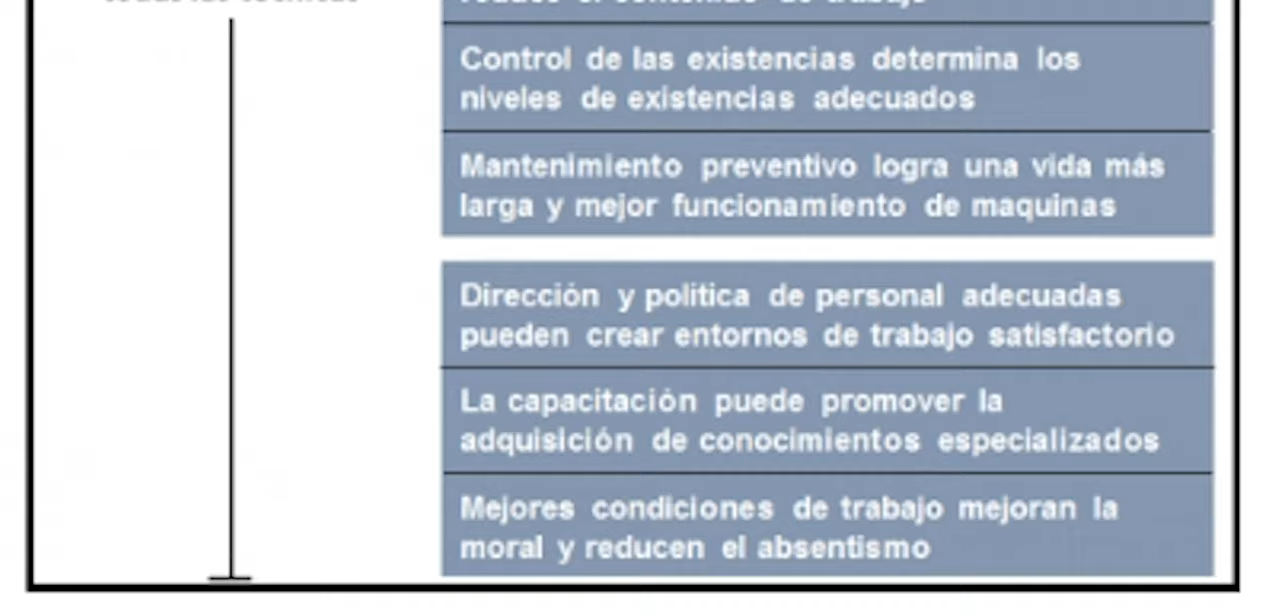 Control de las existencias determina los
niveles de existencias adecuados
Mantenimiento preventivo logra una vida más
larga y mejor funcionamiento de maquinas
Dirección y politica de personal adecuadas
pueden crear entornos de trabajo satisfactorio
La capacitación puede promover la
adquisición de conocimientos especializados
Mejores condiciones de trabajo mejoran la
moral y reducen el absentismo